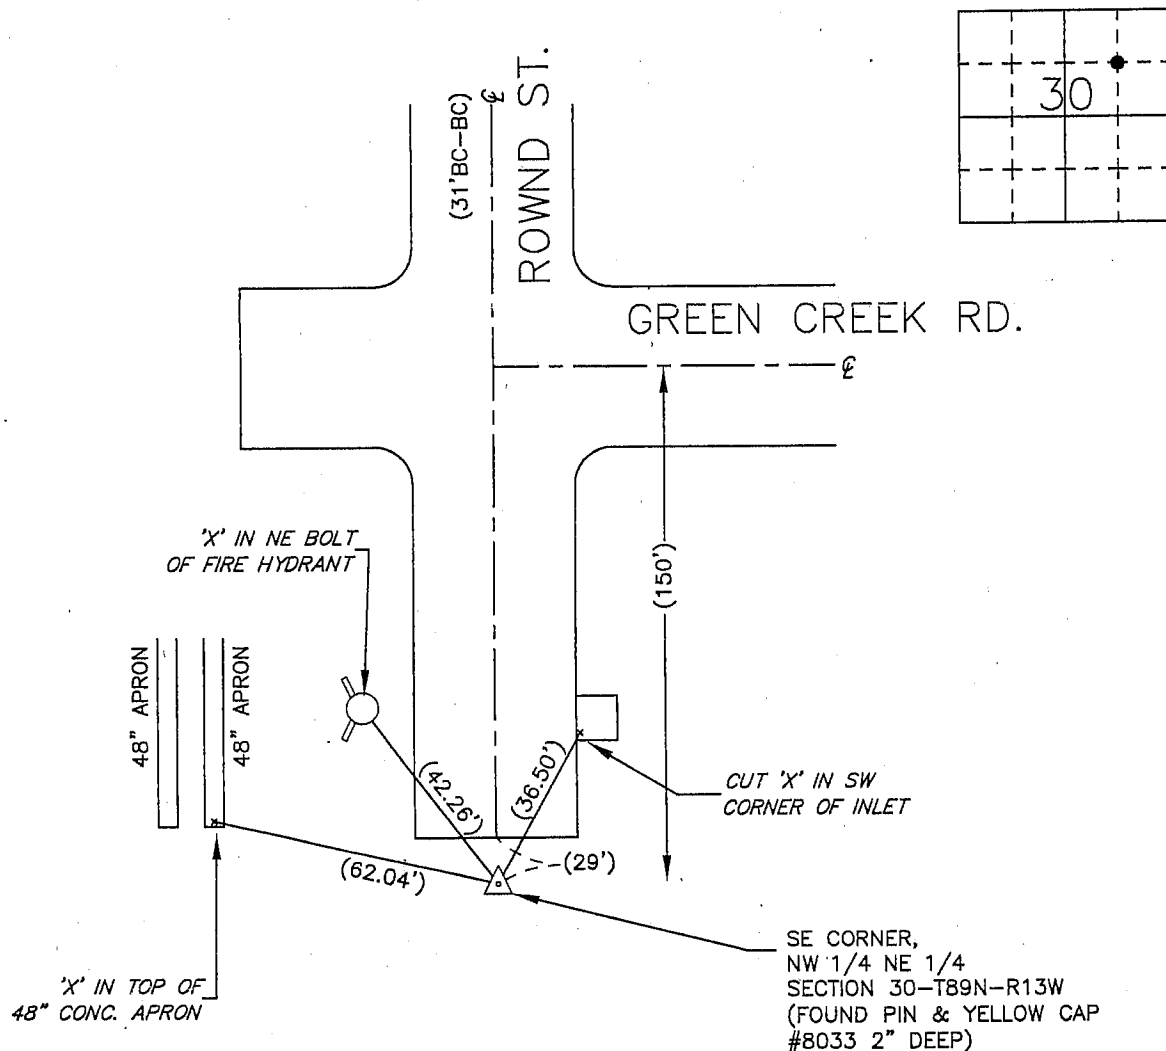 30
(31'BC-BC)
℄
ROWND ST.
GREEN CREEK RD.
℄
'X' IN NE BOLT
OF FIRE HYDRANT
(150')
48" APRON
48" APRON
(42.26')
(36.50')
CUT 'X' IN SW
CORNER OF INLET
(62.04')
(29')
SE CORNER,
NW 1/4 NE 1/4
SECTION 30-T89N-R13W
(FOUND PIN & YELLOW CAP
#8033 2" DEEP)
'X' IN TOP OF
48" CONC. APRON